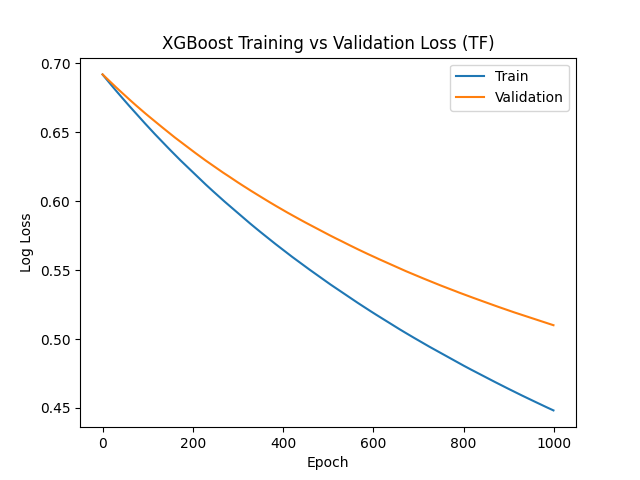 XGBoost Training vs Validation Loss (TF)
0.70
0.65
0.60
0.55
0.50
0.45
Log Loss
Train
Validation
0 200 400 600 800 1000
Epoch